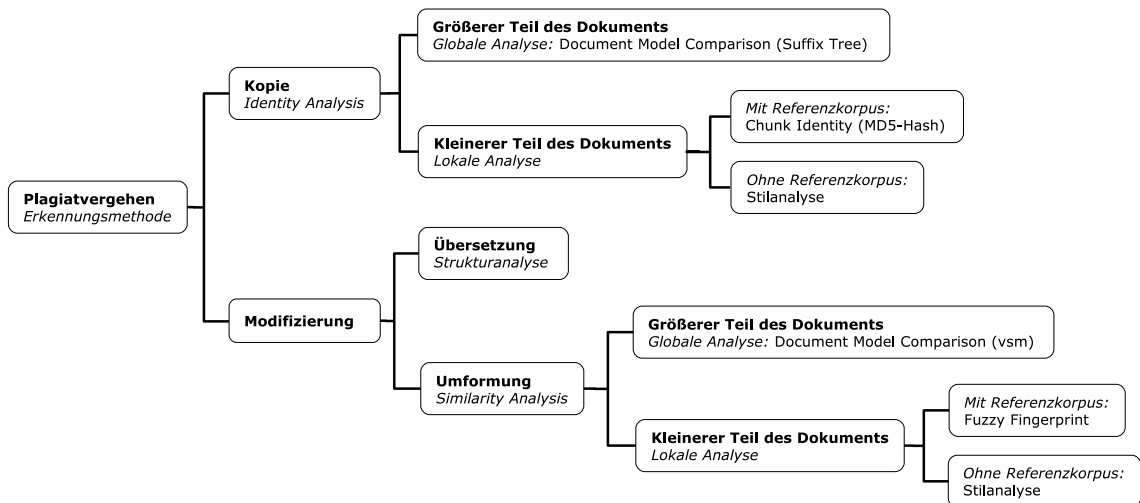 Größerer Teil des Dokuments
Globale Analyse: Document Model Comparison (Suffix Tree)
Kopie
Identity Analysis
Mit Referenzkorpus:
Chunk Identity (MD5-Hash)
Kleinerer Teil des Dokuments
Lokale Analyse
Ohne Referenzkorpus:
Stilanalyse
Plagiatvergehen
Erkennungsmethode
Übersetzung
Strukturanalyse
Modifizierung
Größerer Teil des Dokuments
Globale Analyse: Document Model Comparison (vsm)
Umformung
Similarity Analysis
Mit Referenzkorpus:
Fuzzy Fingerprint
Kleinerer Teil des Dokuments
Lokale Analyse
Ohne Referenzkorpus:
Stilanalyse